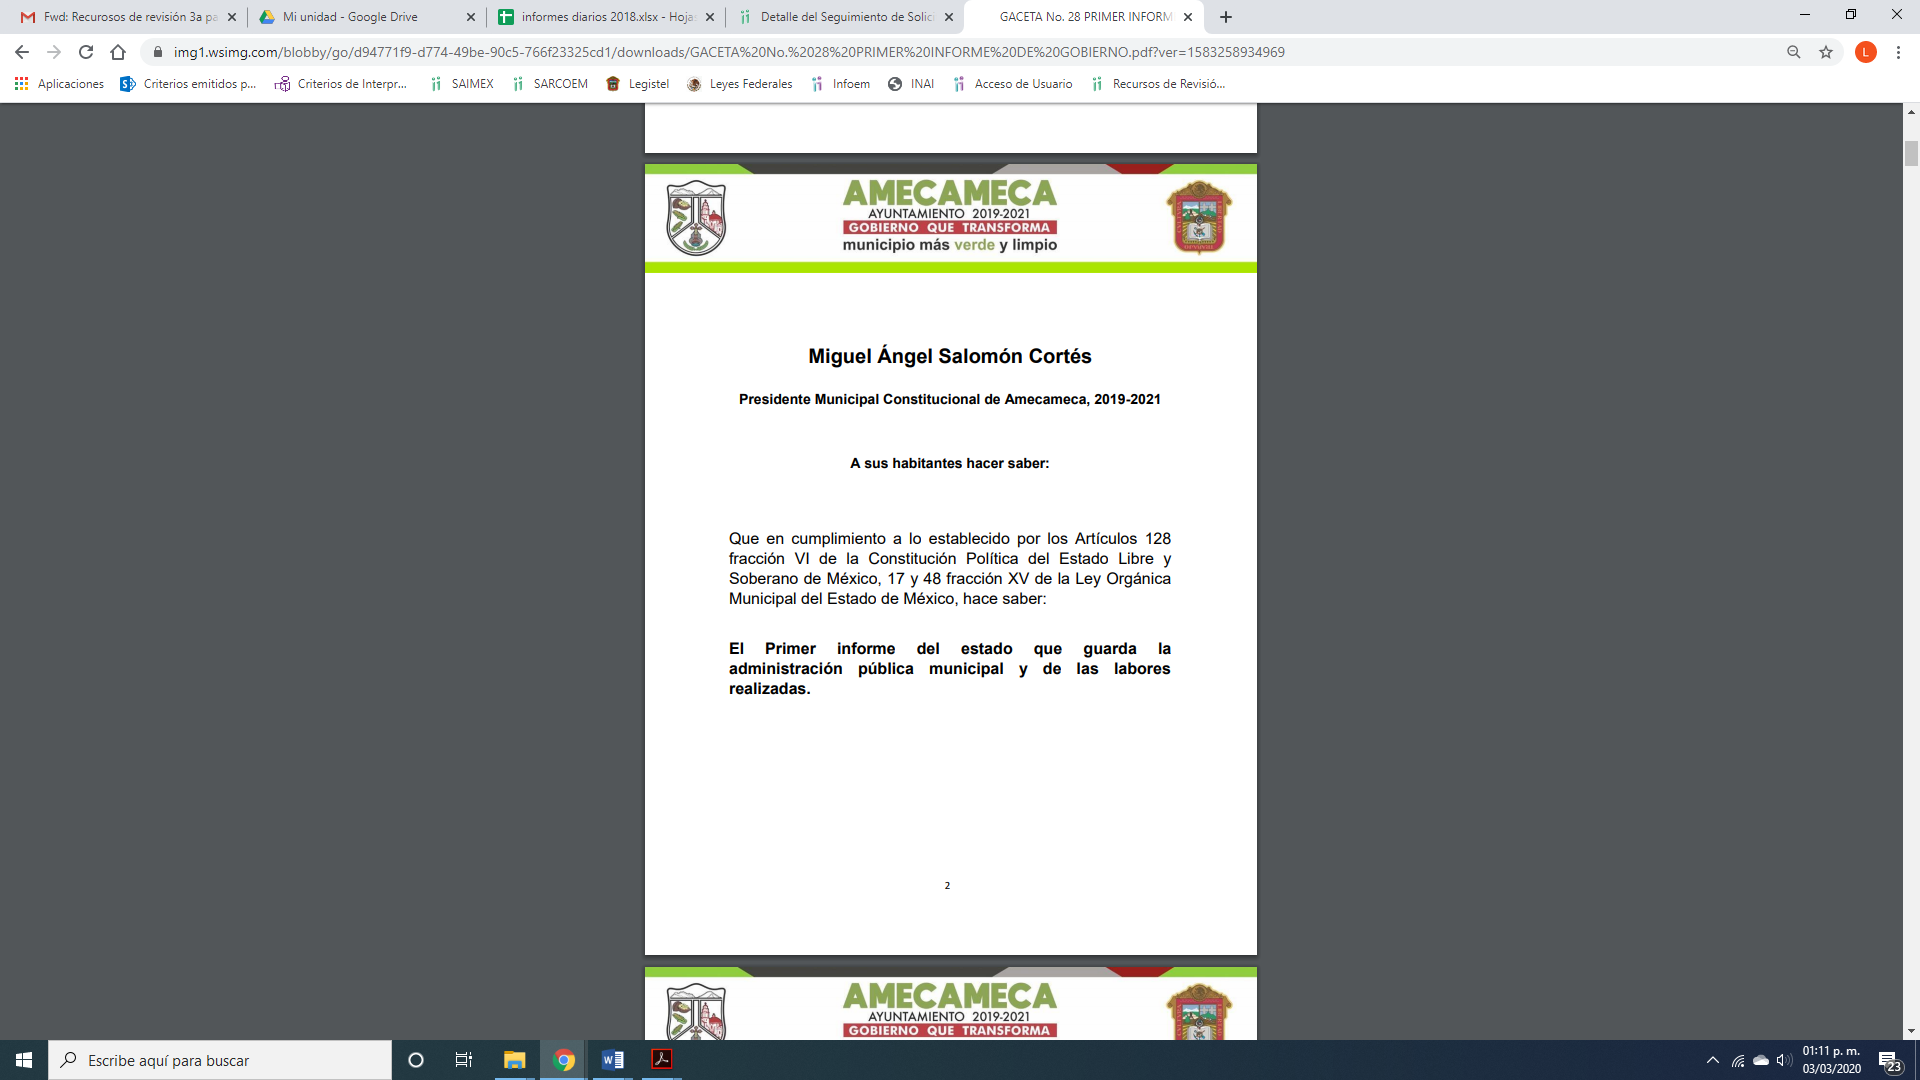 Fwd: Recurosos de revisión 3a pa
Mi unidad - Google Drive
informes diarios 2018.xlsx - Hoja
Detalle del Seguimiento de Solici
GACETA No. 28 PRIMER INFORM
img1.wsimg.com/blobby/go/d94771f9-d774-49be-90c5-766f23325cd1/downloads/GACETA%20No.%2028%20PRIMER%20INFORME%20DE%20GOBIERNO.pdf?ver=1583258934969
L
Aplicaciones
Criterios emitidos p...
Criterios de Interpr...
SAIMEX
SARCOEM
Legistel
Leyes Federales
Infoem
INAI
Acceso de Usuario
Recursos de Revisió...
AMECAMECA
AYUNTAMIENTO 2019-2021
GOBIERNO QUE TRANSFORMA
municipio más verde y limpio
Miguel Ángel Salomón Cortés
Presidente Municipal Constitucional de Amecameca, 2019-2021
A sus habitantes hacer saber:
Que en cumplimiento a lo establecido por los Artículos 128
fracción VI de la Constitución Política del Estado Libre y
Soberano de México, 17 y 48 fracción XV de la Ley Orgánica
Municipal del Estado de México, hace saber:
El Primer informe del estado que guarda la
administración pública municipal y de las labores
realizadas.
2
AMECAMECA
AYUNTAMIENTO 2019-2021
GOBIERNO QUE TRANSFORMA
Escribe aquí para buscar
01:11 p. m.
03/03/2020
23